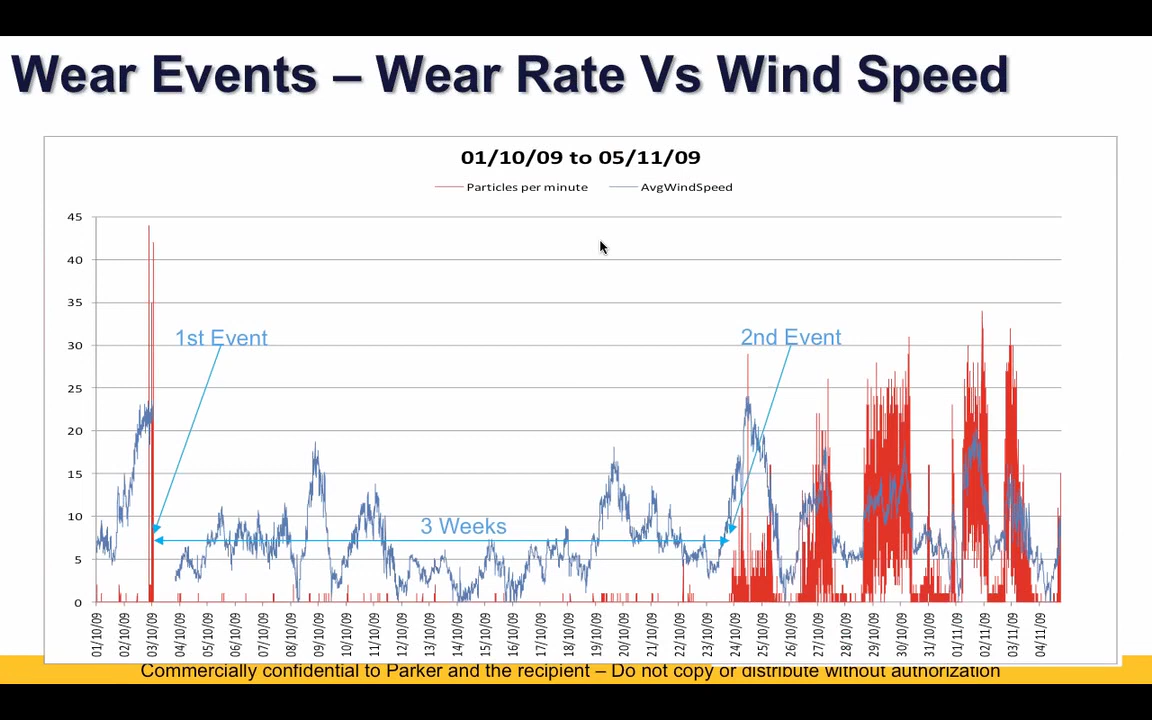 Wear Events – Wear Rate Vs Wind Speed
01/10/09 to 05/11/09
Particles per minute AvgWindSpeed
45
40
35
30
25
20
15
10
5
0
1st Event
2nd Event
3 Weeks
01/10/09 02/10/09 03/10/09 04/10/09 05/10/09 06/10/09 07/10/09 08/10/09 09/10/09 10/10/09 11/10/09 12/10/09 13/10/09 14/10/09 15/10/09 16/10/09 17/10/09 18/10/09 19/10/09 20/10/09 21/10/09 22/10/09 23/10/09 24/10/09 25/10/09 26/10/09 27/10/09 28/10/09 29/10/09 30/10/09 31/10/09 01/11/09 02/11/09 03/11/09 04/11/09
Commercially confidential to Parker and the recipient – Do not copy or distribute without authorization